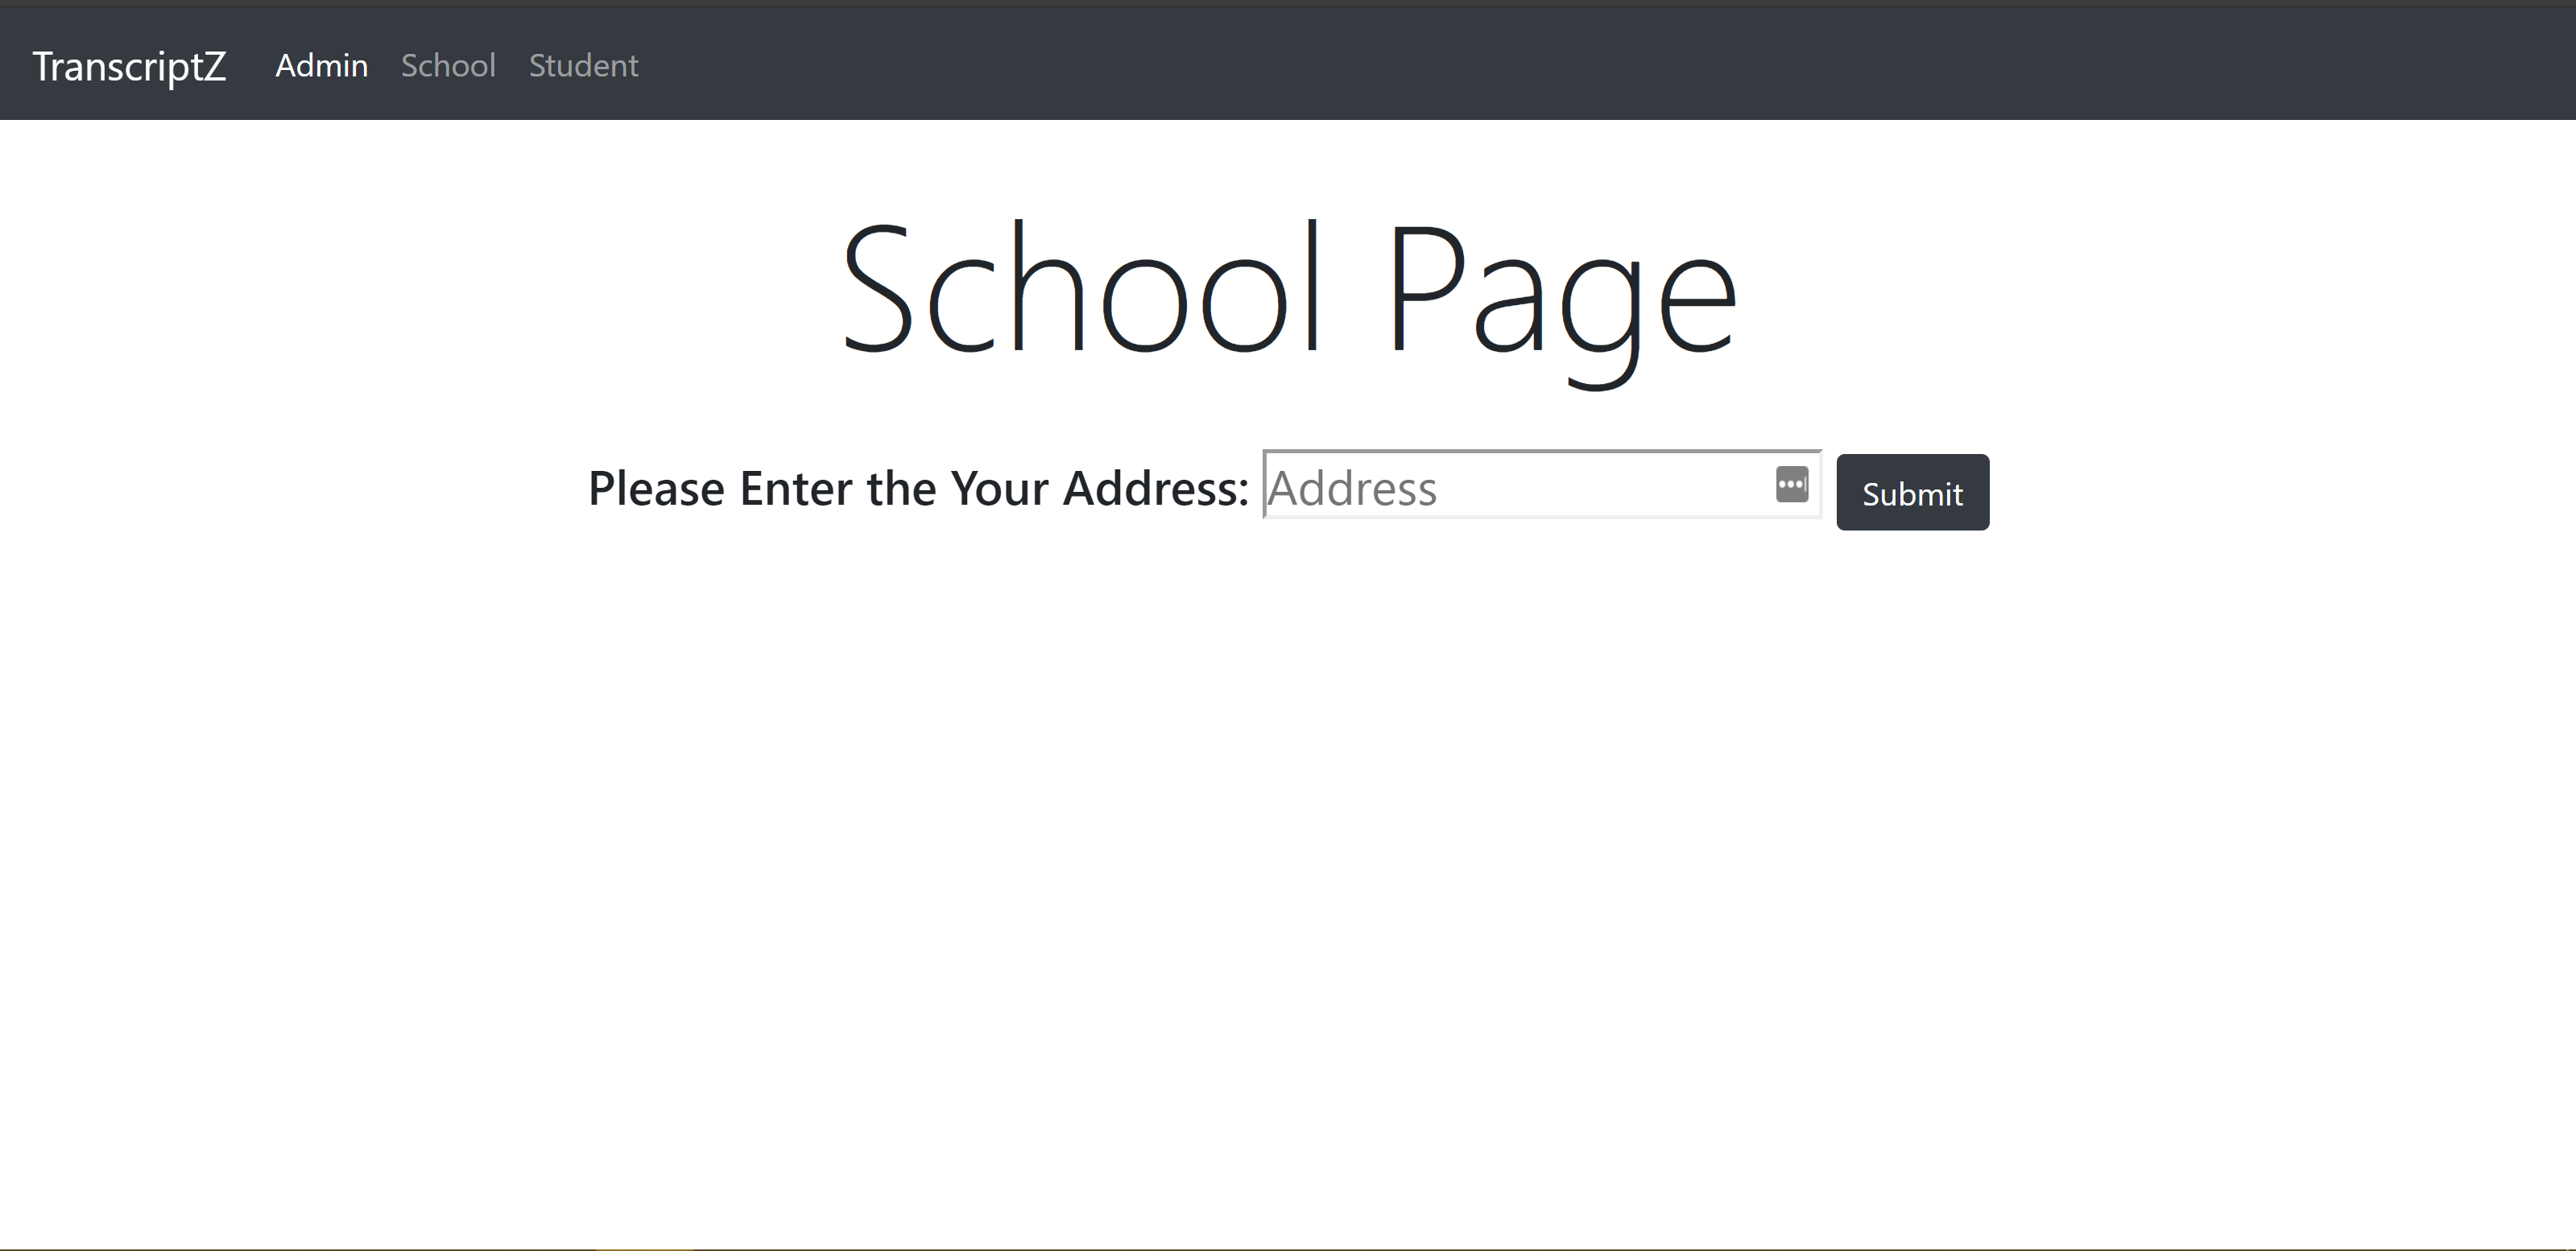 TranscriptZ Admin School Student
School Page
Please Enter the Your Address: Address Submit